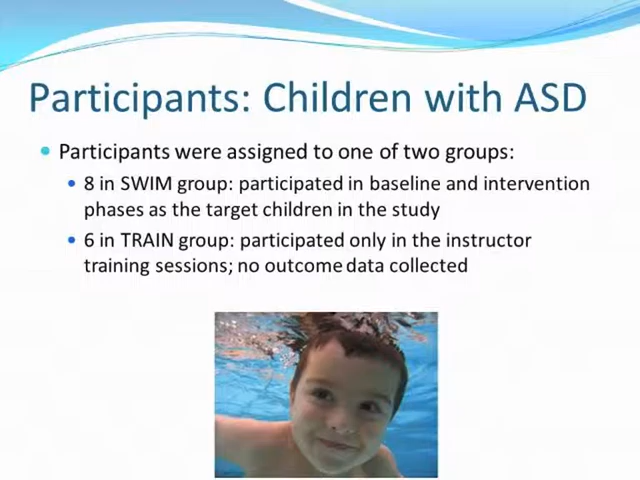 Participants: Children with ASD
Participants were assigned to one of two groups:
8 in SWIM group: participated in baseline and intervention
phases as the target children in the study
6 in TRAIN group: participated only in the instructor
training sessions; no outcome data collected